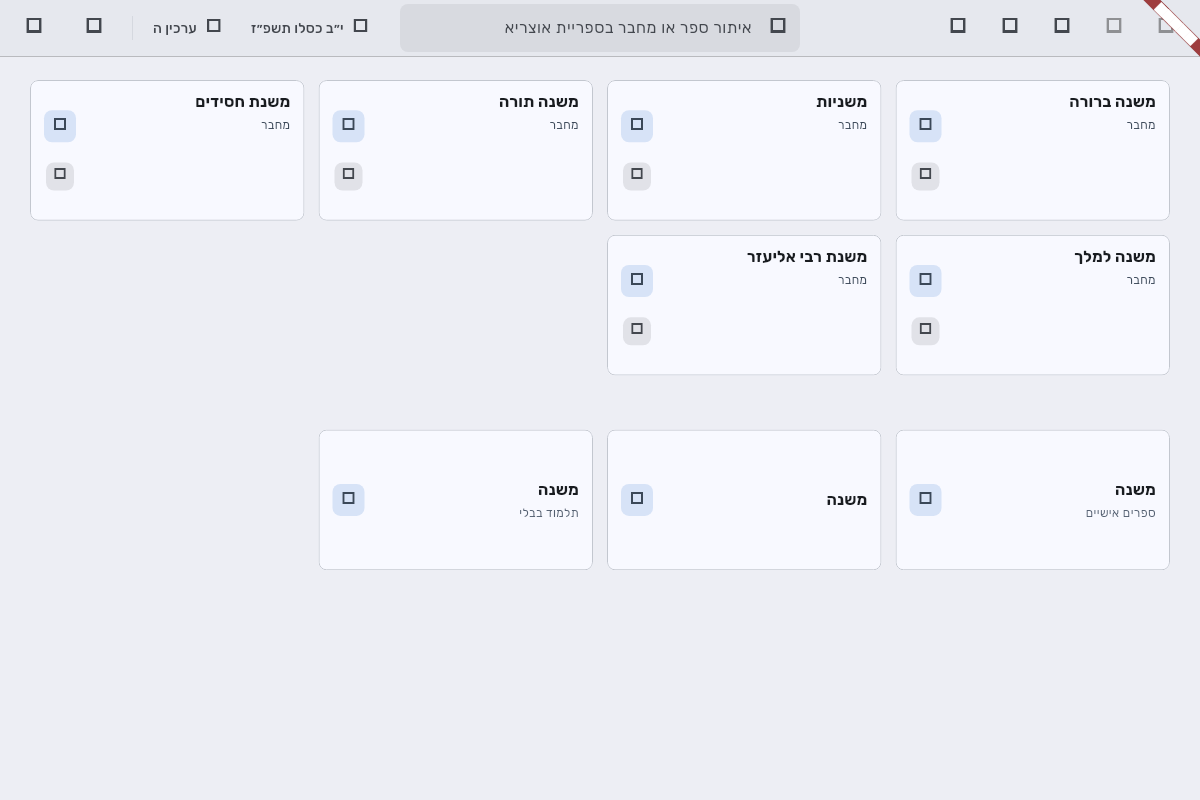 איתור ספר או מחבר בספריית אוצריא
י״ב כסלו תשפ״ז
ערכין ה
משנה ברורה
מחבר
משניות
מחבר
משנה תורה
מחבר
משנת חסידים
מחבר
משנה למלך
מחבר
משנת רבי אליעזר
מחבר
משנה
ספרים אישיים
משנה
משנה
תלמוד בבלי